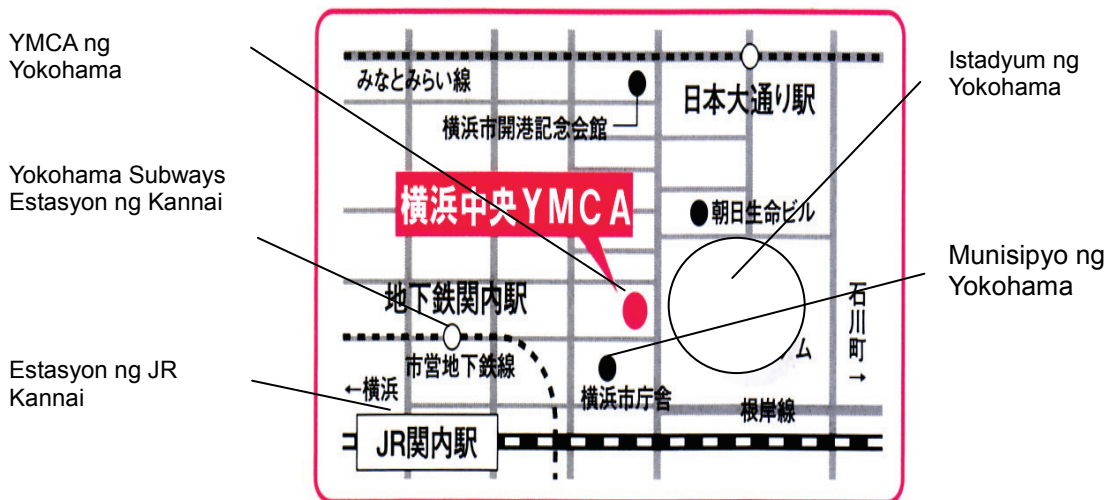 YMCA ng
Yokohama
Yokohama Subways
Estasyon ng Kannai
Estasyon ng JR
Kannai
みなとみらい線
日本大通り駅
横浜市開港記念会館
横浜中央YMCA
朝日生命ビル
地下鉄関内駅
市営地下鉄線
←横浜
横浜市庁舎
ム
石川町→
根岸線
JR関内駅
Istadyum ng
Yokohama
Munisipyo ng
Yokohama